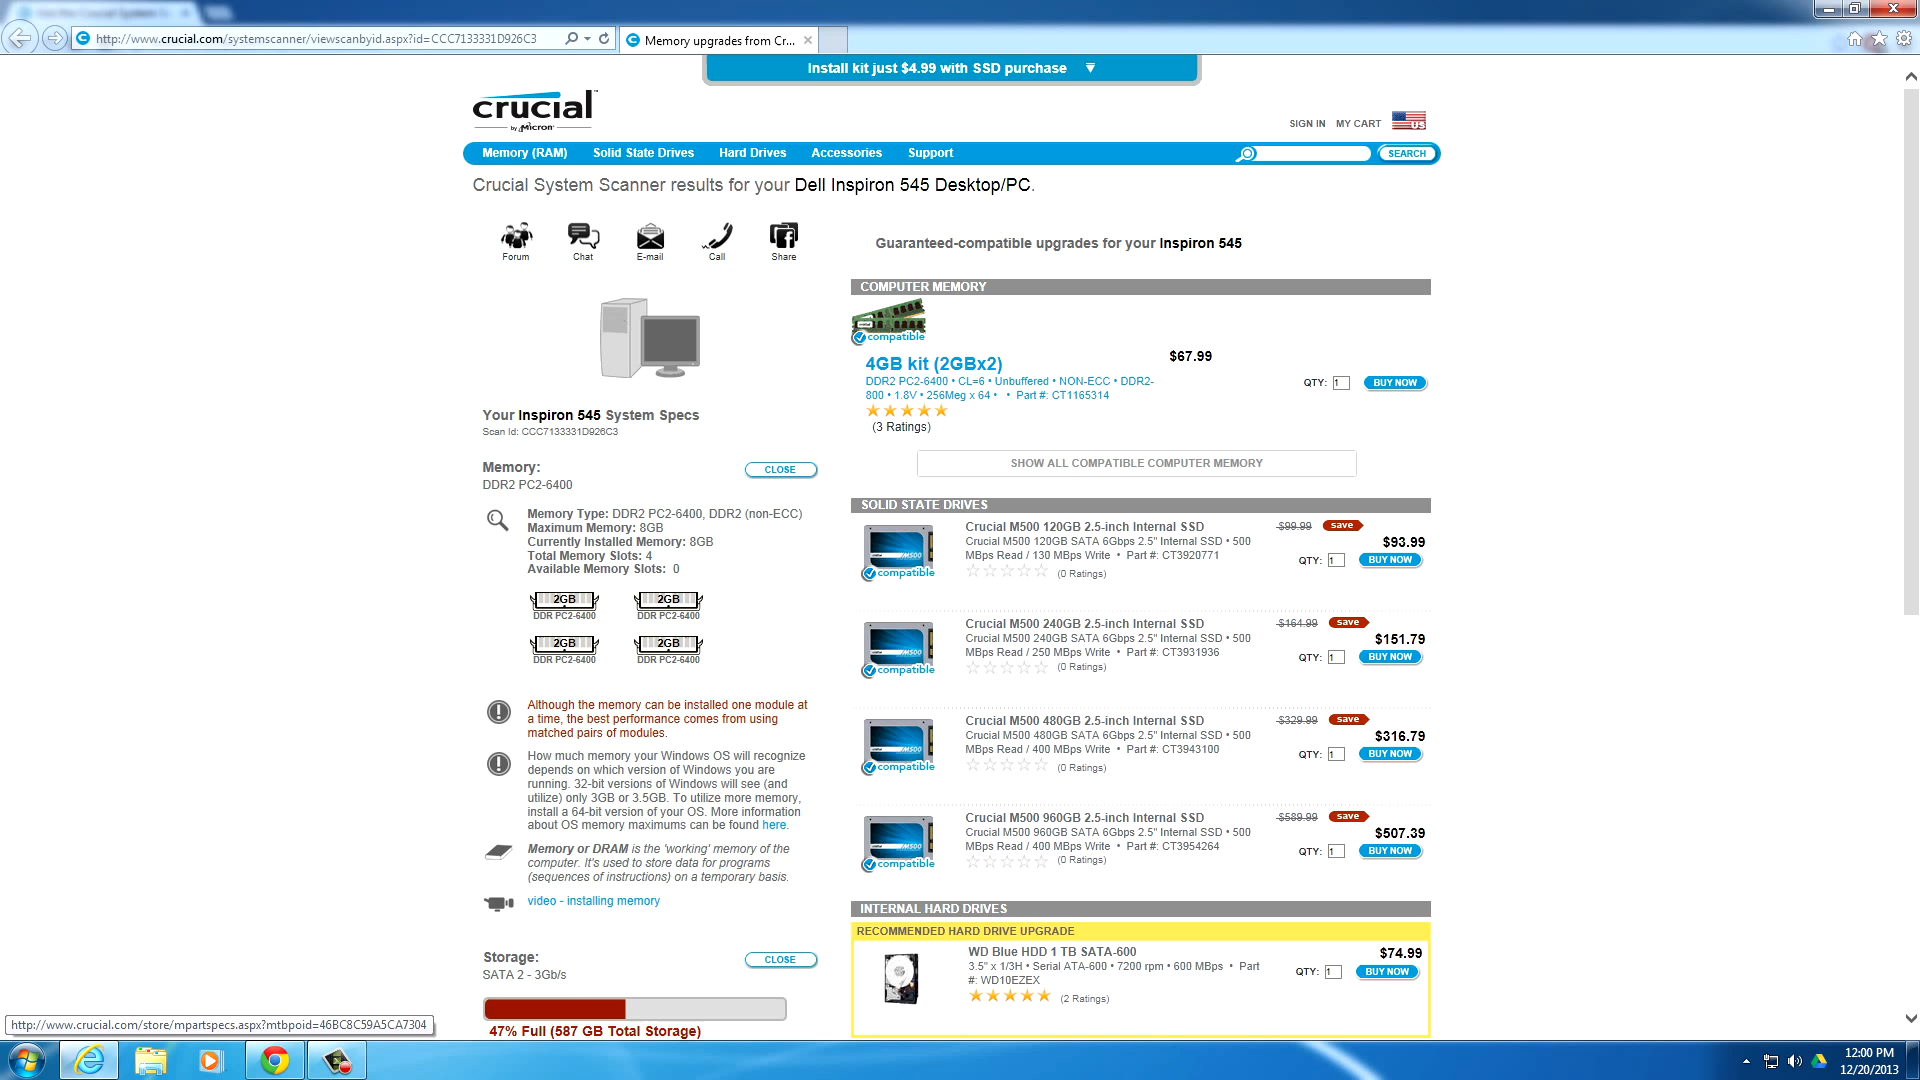 http://www.crucial.com/systemscanner/viewscanbyid.aspx?id=CCC7133331D926C3
Memory upgrades from Cr...
Install kit just $4.99 with SSD purchase
crucial
by Micron
SIGN IN MY CART
US
Memory (RAM) Solid State Drives Hard Drives Accessories Support
SEARCH
Crucial System Scanner results for your Dell Inspiron 545 Desktop/PC.
Forum Chat E-mail Call Share
Your Inspiron 545 System Specs
Scan Id: CCC7133331D926C3
Memory:
CLOSE
DDR2 PC2-6400
Memory Type: DDR2 PC2-6400, DDR2 (non-ECC)
Maximum Memory: 8GB
Currently Installed Memory: 8GB
Total Memory Slots: 4
Available Memory Slots: 0
2GB 2GB
DDR PC2-6400 DDR PC2-6400
2GB 2GB
DDR PC2-6400 DDR PC2-6400
Although the memory can be installed one module at
a time, the best performance comes from using
matched pairs of modules.
How much memory your Windows OS will recognize
depends on which version of Windows you are
running. 32-bit versions of Windows will see (and
utilize) only 3GB or 3.5GB. To utilize more memory,
install a 64-bit version of your OS. More information
about OS memory maximums can be found here.
Memory or DRAM is the 'working' memory of the
computer. It's used to store data for programs
(sequences of instructions) on a temporary basis.
video - installing memory
Storage:
CLOSE
SATA 2 - 3Gb/s
47% Full (587 GB Total Storage)
Guaranteed-compatible upgrades for your Inspiron 545
COMPUTER MEMORY
compatible
4GB kit (2GBx2)
$67.99
DDR2 PC2-6400 • CL=6 • Unbuffered • NON-ECC • DDR2-
800 • 1.8V • 256Meg x 64 • • Part #: CT1165314
QTY: 1 BUY NOW
(3 Ratings)
SHOW ALL COMPATIBLE COMPUTER MEMORY
SOLID STATE DRIVES
Crucial M500 120GB 2.5-inch Internal SSD
$99.99 save
Crucial M500 120GB SATA 6Gbps 2.5" Internal SSD • 500
$93.99
MBps Read / 130 MBps Write • Part #: CT3920771
QTY: 1 BUY NOW
M500
compatible
(0 Ratings)
Crucial M500 240GB 2.5-inch Internal SSD
$164.99 save
Crucial M500 240GB SATA 6Gbps 2.5" Internal SSD • 500
$151.79
MBps Read / 250 MBps Write • Part #: CT3931936
QTY: 1 BUY NOW
M500
compatible
(0 Ratings)
Crucial M500 480GB 2.5-inch Internal SSD
$329.99 save
Crucial M500 480GB SATA 6Gbps 2.5" Internal SSD • 500
$316.79
MBps Read / 400 MBps Write • Part #: CT3943100
QTY: 1 BUY NOW
M500
compatible
(0 Ratings)
Crucial M500 960GB 2.5-inch Internal SSD
$589.99 save
Crucial M500 960GB SATA 6Gbps 2.5" Internal SSD • 500
$507.39
MBps Read / 400 MBps Write • Part #: CT3954264
QTY: 1 BUY NOW
M500
compatible
(0 Ratings)
INTERNAL HARD DRIVES
RECOMMENDED HARD DRIVE UPGRADE
WD Blue HDD 1 TB SATA-600
$74.99
3.5" x 1/3H • Serial ATA-600 • 7200 rpm • 600 MBps • Part
#: WD10EZEX
QTY: 1 BUY NOW
(2 Ratings)
http://www.crucial.com/store/mpartspecs.aspx?mtbpoid=46BC8C59A5CA7304
12:00 PM
12/20/2013